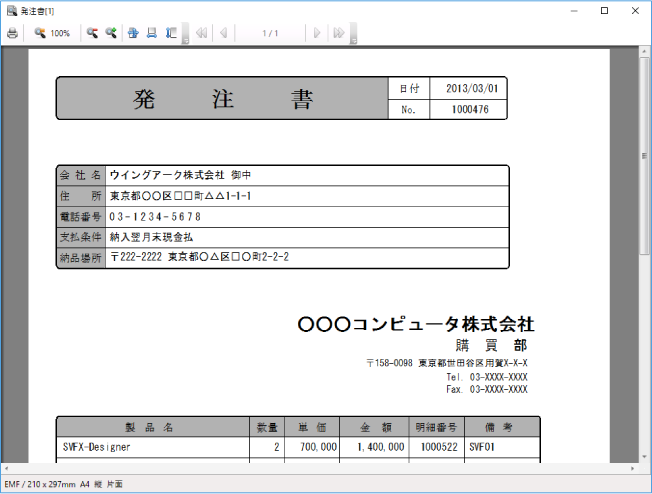 発注書[1]
100%
1 / 1
発 注 書
日付 2013/03/01
No. 1000476
会 社 名 ウイングアーク株式会社 御中
住 所 東京都〇〇区□□町△△1-1-1
電話番号 03-1234-5678
支払条件 納入翌月末現金払
納品場所 〒222-2222 東京都〇△区□〇町2-2-2
〇〇〇コンピュータ株式会社
購 買 部
〒158-0098 東京都世田谷区用賀X-X-X
Tel. 03-XXXX-XXXX
Fax. 03-XXXX-XXXX
製 品 名 数量 単 価 金 額 明細番号 備 考
SVFX-Designer 2 700,000 1,400,000 1000522 SVF01
EMF / 210 x 297mm A4 縦 片面